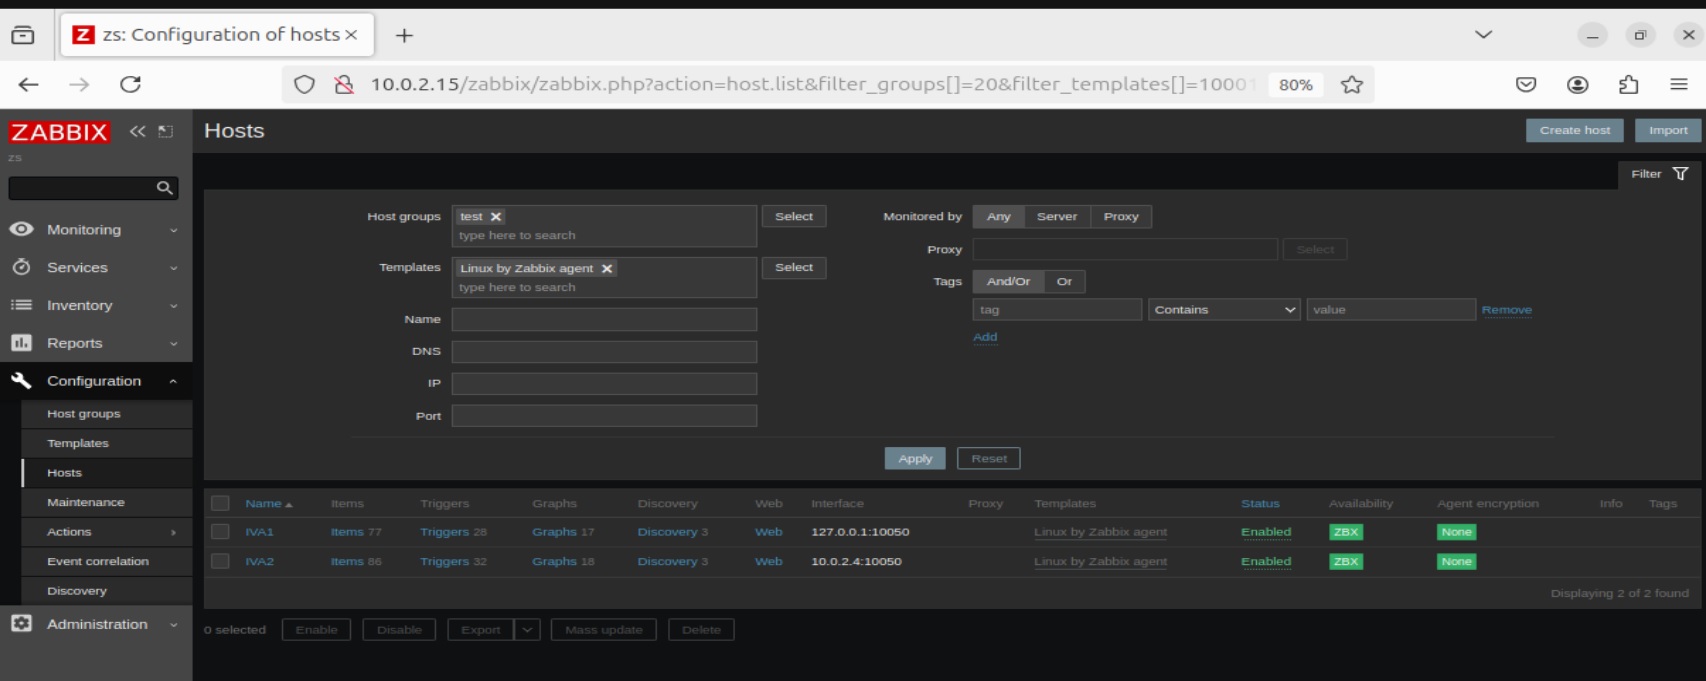 Z zs: Configuration of hosts × +
10.0.2.15/zabbix/zabbix.php?action=host.list&filter_groups[]=20&filter_templates[]=10001 80%
ZABBIX
zs
Monitoring
Services
Inventory
Reports
Configuration
Host groups
Templates
Hosts
Maintenance
Actions
Event correlation
Discovery
Administration
Hosts Create host Import
Filter
Host groups test × Select
type here to search
Templates Linux by Zabbix agent × Select
type here to search
Name
DNS
IP
Port
Monitored by Any Server Proxy
Proxy Select
Tags And/Or Or
tag Contains value Remove
Add
Apply Reset
Name Items Triggers Graphs Discovery Web Interface Proxy Templates Status Availability Agent encryption Info Tags
IVA1 Items 77 Triggers 28 Graphs 17 Discovery 3 Web 127.0.0.1:10050 Linux by Zabbix agent Enabled ZBX None
IVA2 Items 86 Triggers 32 Graphs 18 Discovery 3 Web 10.0.2.4:10050 Linux by Zabbix agent Enabled ZBX None
Displaying 2 of 2 found
0 selected Enable Disable Export Mass update Delete